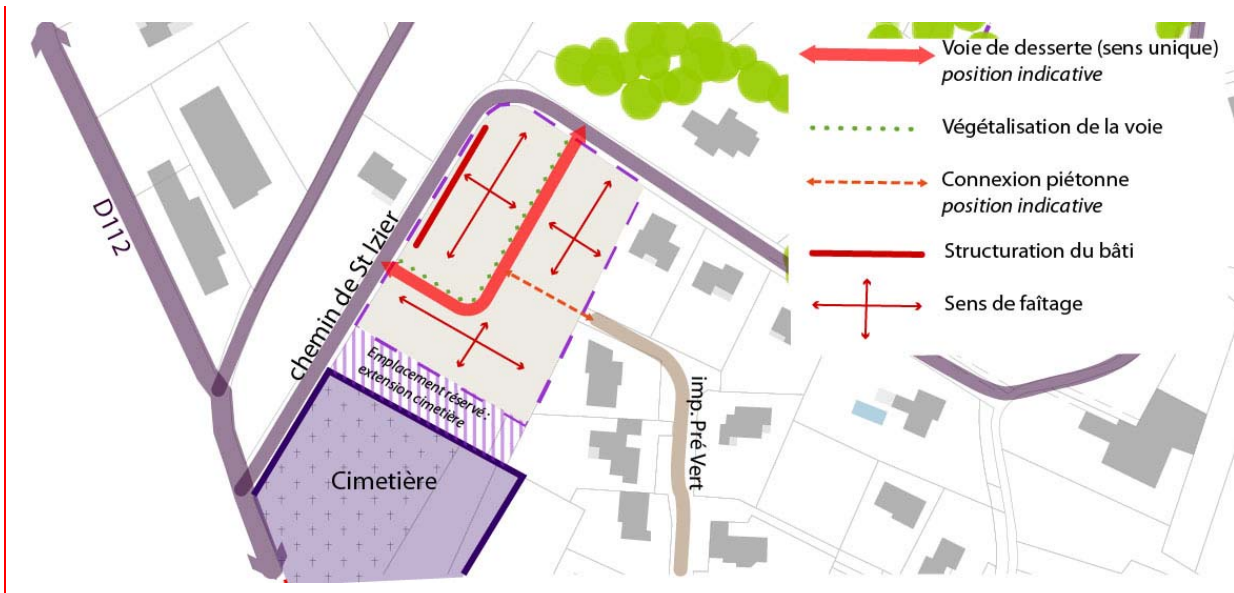 Voie de desserte (sens unique)
position indicative
Végétalisation de la voie
Connexion piétonne
position indicative
Structuration du bâti
Sens de faîtage
D112
chemin de St Izier
Emplacement réservé :
extension cimetière
Cimetière
imp. Pré Vert